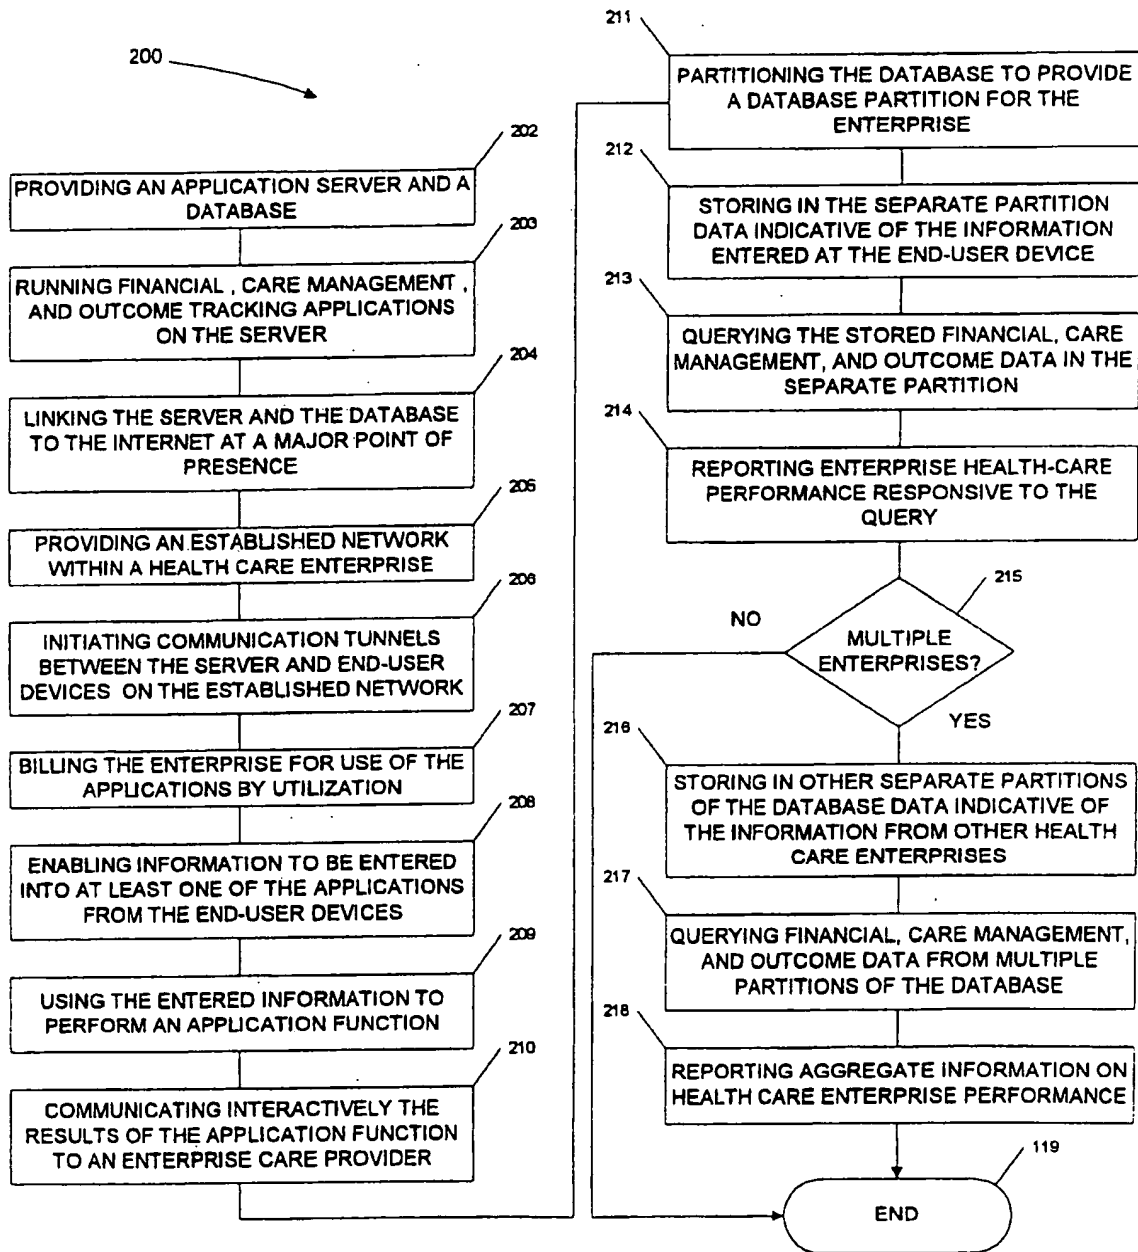 200
202
PROVIDING AN APPLICATION SERVER AND A
DATABASE
203
RUNNING FINANCIAL , CARE MANAGEMENT ,
AND OUTCOME TRACKING APPLICATIONS
ON THE SERVER
204
LINKING THE SERVER AND THE DATABASE
TO THE INTERNET AT A MAJOR POINT OF
PRESENCE
205
PROVIDING AN ESTABLISHED NETWORK
WITHIN A HEALTH CARE ENTERPRISE
206
INITIATING COMMUNICATION TUNNELS
BETWEEN THE SERVER AND END-USER
DEVICES ON THE ESTABLISHED NETWORK
207
BILLING THE ENTERPRISE FOR USE OF THE
APPLICATIONS BY UTILIZATION
208
ENABLING INFORMATION TO BE ENTERED
INTO AT LEAST ONE OF THE APPLICATIONS
FROM THE END-USER DEVICES
209
USING THE ENTERED INFORMATION TO
PERFORM AN APPLICATION FUNCTION
210
COMMUNICATING INTERACTIVELY THE
RESULTS OF THE APPLICATION FUNCTION
TO AN ENTERPRISE CARE PROVIDER
211
PARTITIONING THE DATABASE TO PROVIDE
A DATABASE PARTITION FOR THE
ENTERPRISE
212
STORING IN THE SEPARATE PARTITION
DATA INDICATIVE OF THE INFORMATION
ENTERED AT THE END-USER DEVICE
213
QUERYING THE STORED FINANCIAL, CARE
MANAGEMENT, AND OUTCOME DATA IN THE
SEPARATE PARTITION
214
REPORTING ENTERPRISE HEALTH-CARE
PERFORMANCE RESPONSIVE TO THE
QUERY
215
NO
MULTIPLE
ENTERPRISES?
YES
216
STORING IN OTHER SEPARATE PARTITIONS
OF THE DATABASE DATA INDICATIVE OF
THE INFORMATION FROM OTHER HEALTH
CARE ENTERPRISES
217
QUERYING FINANCIAL, CARE MANAGEMENT,
AND OUTCOME DATA FROM MULTIPLE
PARTITIONS OF THE DATABASE
218
REPORTING AGGREGATE INFORMATION ON
HEALTH CARE ENTERPRISE PERFORMANCE
119
END